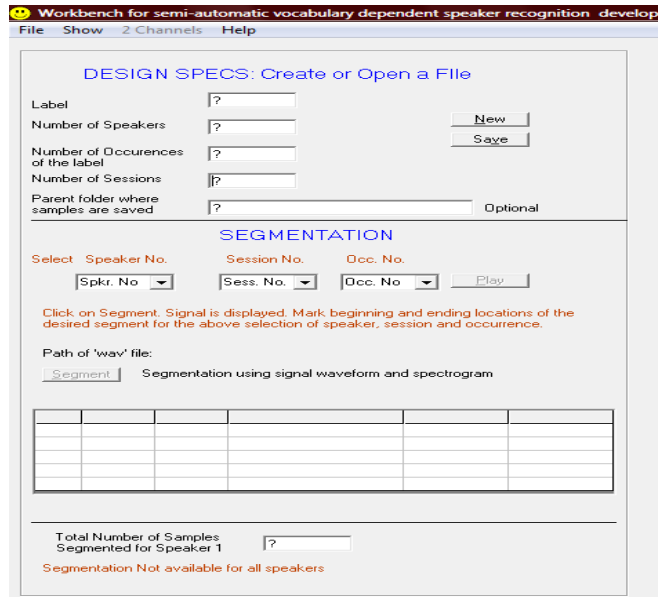 Workbench for semi-automatic vocabulary dependent speaker recognition develop
File Show 2 Channels Help
DESIGN SPECS: Create or Open a FIle
Label ?
Number of Speakers ? New
Save
Number of Occurences ?
of the label
Number of Sessions ?
Parent folder where
samples are saved ? Optional
SEGMENTATION
Select Speaker No. Session No. Occ. No.
Spkr. No Sess. No. Occ. No Play
Click on Segment. Signal is displayed. Mark beginning and ending locations of the
desired segment for the above selection of speaker, session and occurrence.
Path of 'wav' file:
Segment Segmentation using signal waveform and spectrogram
Total Number of Samples
Segmented for Speaker 1 ?
Segmentation Not available for all speakers